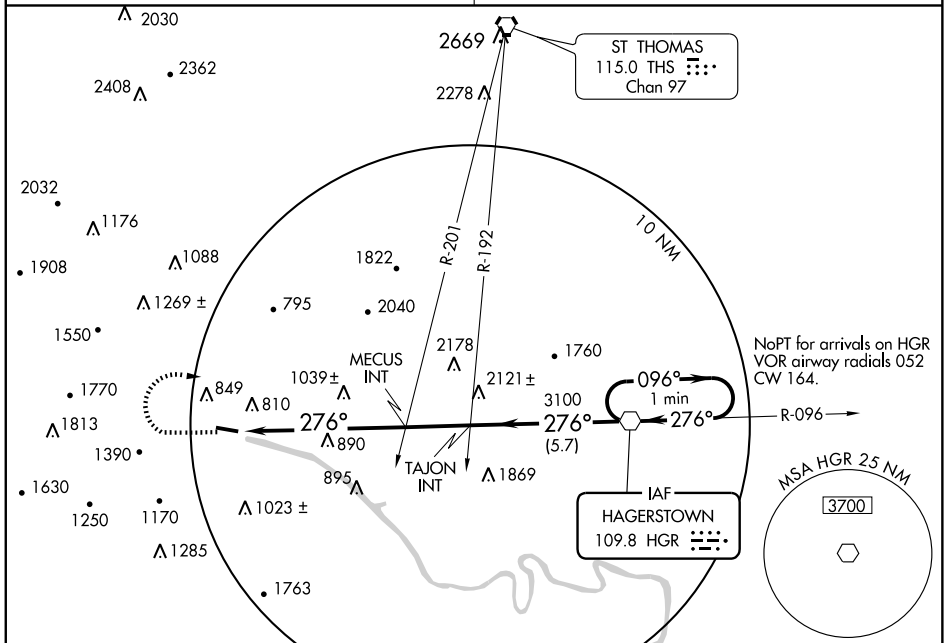 2030
2669
ST THOMAS
115.0 THS
Chan 97
2362
2408
2278
2032
1176
10 NM
R-201
R-192
1088
1822
1908
1269 ±
795
2040
1550
MECUS
INT
2178
1760
NoPT for arrivals on HGR
VOR airway radials 052
CW 164.
1770
849
1039 ±
2121 ±
3100
096°
1 min
810
276°
276°
276°
R-096
(5.7)
1813
890
1390
TAJON
INT
1869
MSA HGR 25 NM
895
1630
IAF
HAGERSTOWN
109.8 HGR
3700
1250
1170
1023 ±
1285
1763